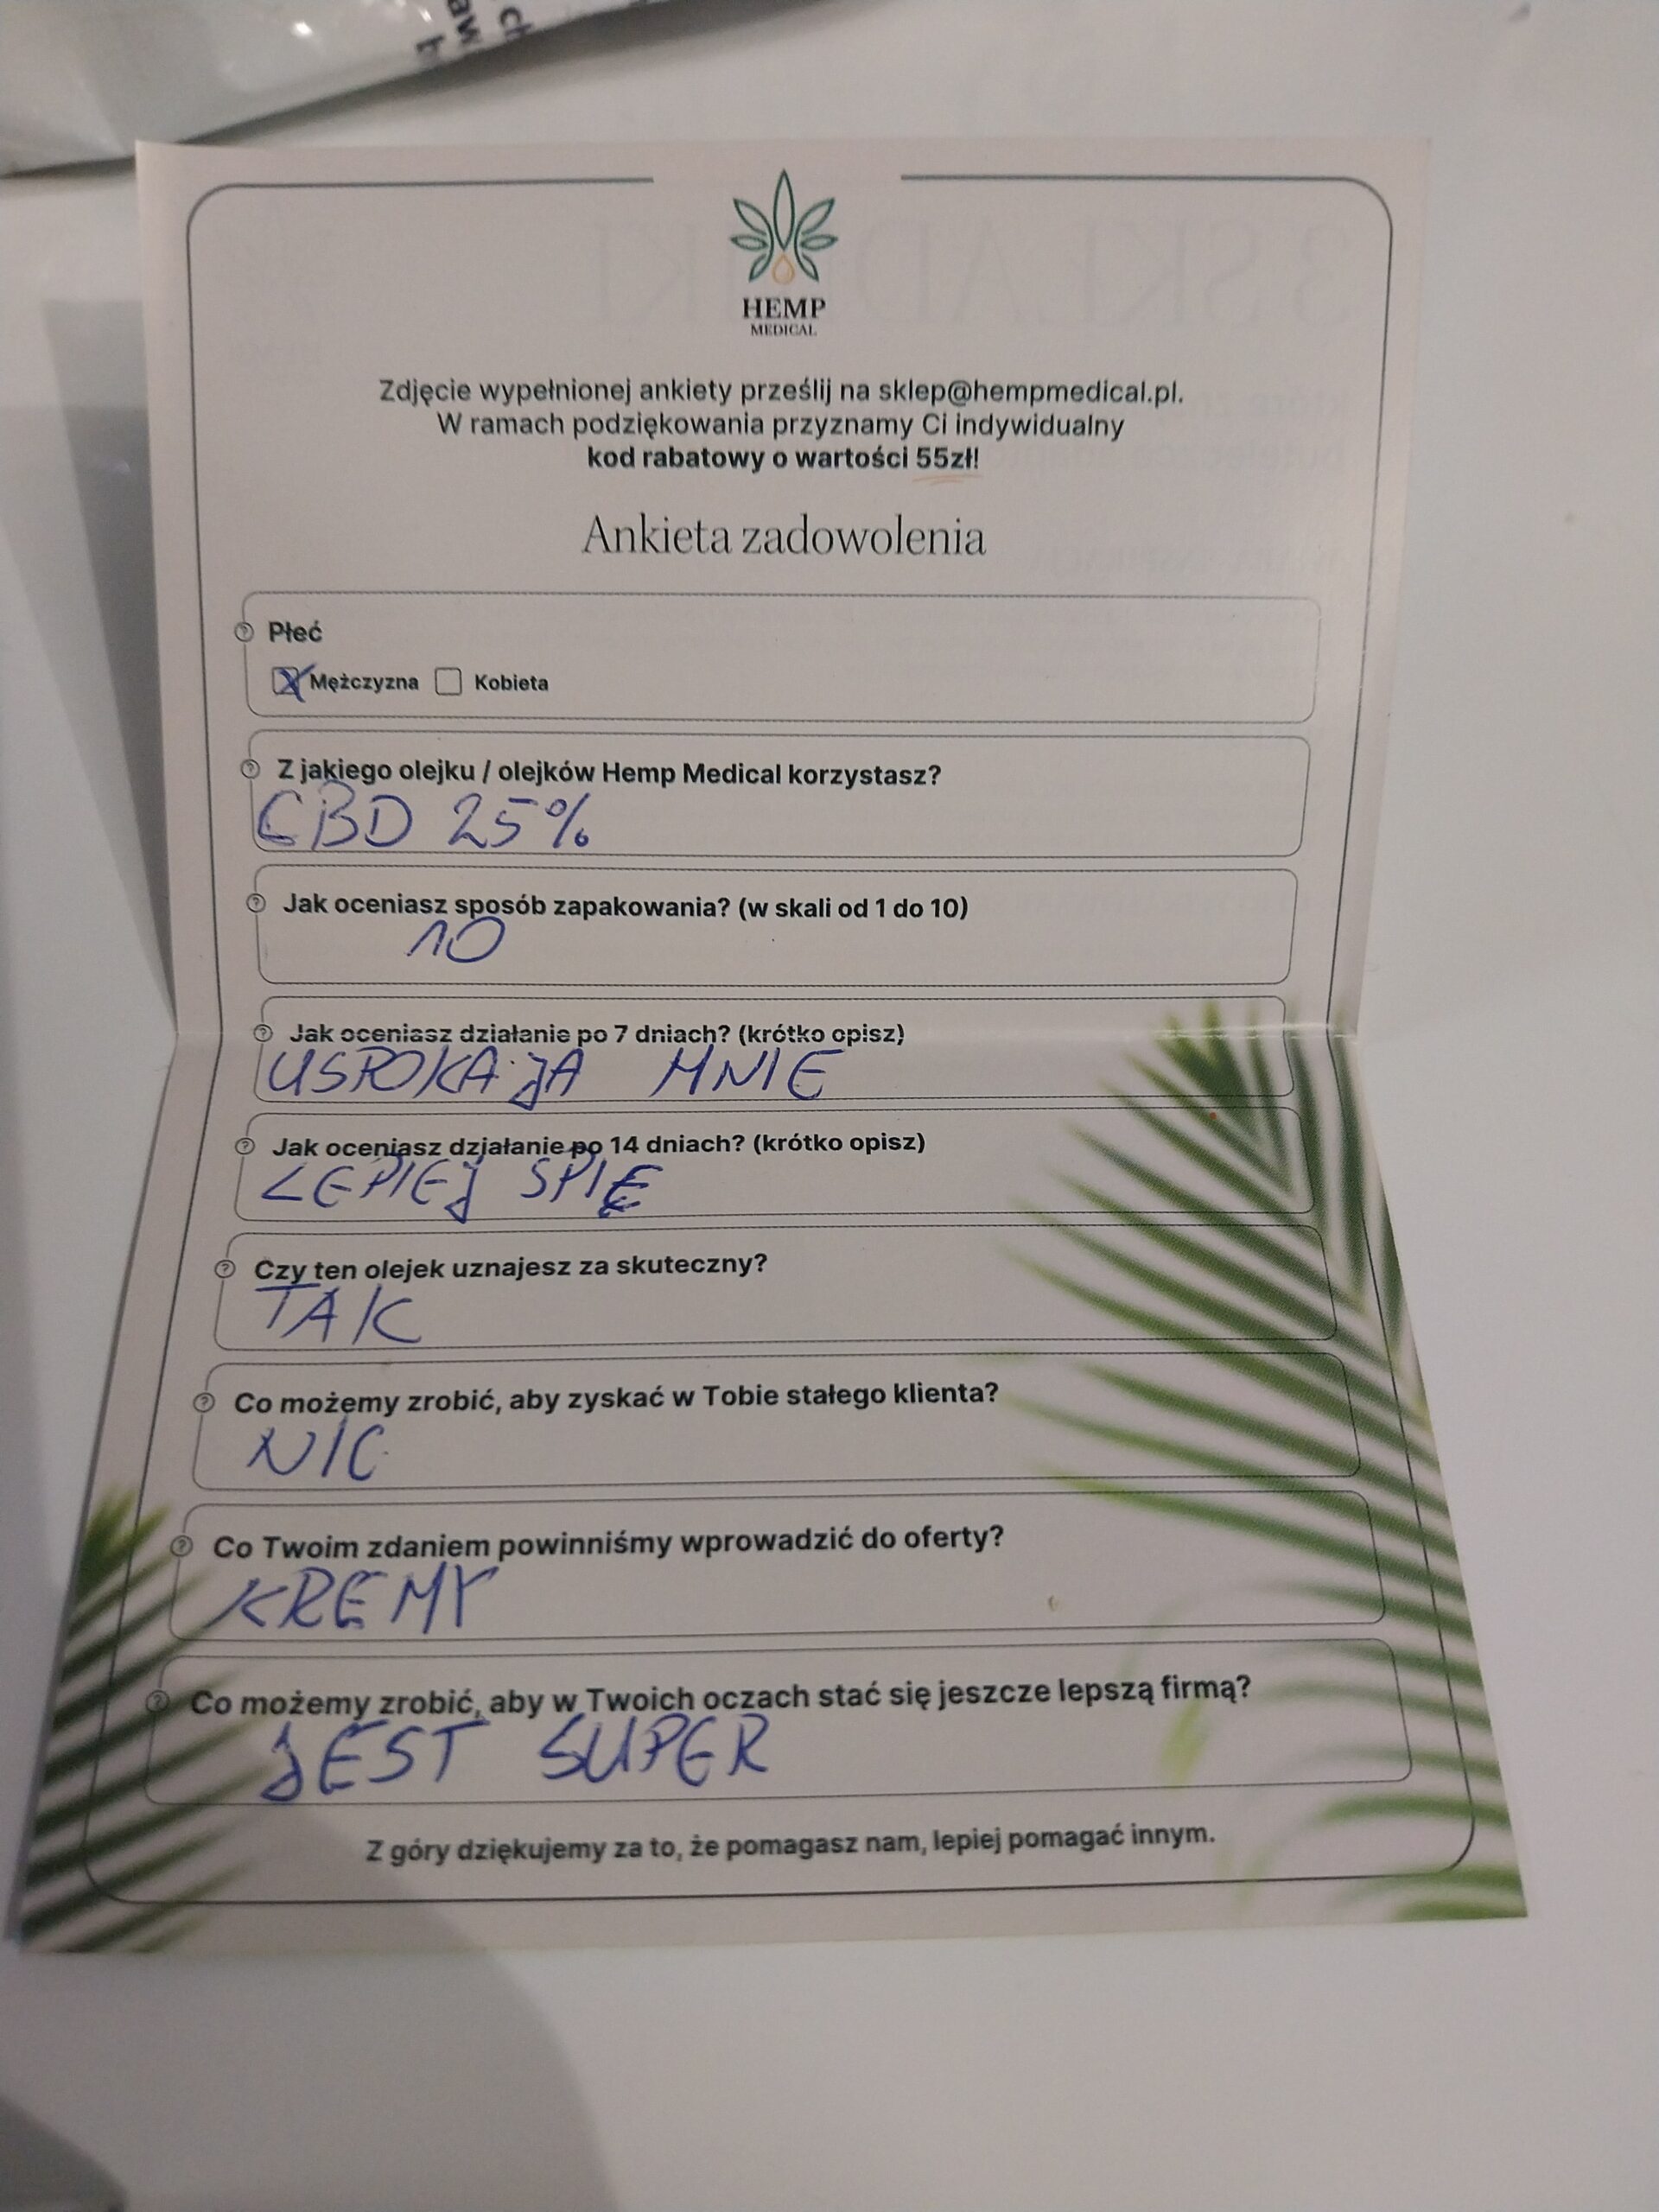 aw
ch
HEMP
MEDICAL
Zdjęcie wypełnionej ankiety prześlij na sklep@hempmedical.pl.
W ramach podziękowania przyznamy Ci indywidualny
kod rabatowy o wartości 55zł!
Ankieta zadowolenia
Płeć
Mężczyzna Kobieta
Z jakiego olejku / olejków Hemp Medical korzystasz?
CBD 25%
Jak oceniasz sposób zapakowania? (w skali od 1 do 10)
10
Jak oceniasz działanie po 7 dniach? (krótko opisz)
USPOKAJA MNIE
Jak oceniasz działanie po 14 dniach? (krótko opisz)
LEPIEJ SPIĘ
Czy ten olejek uznajesz za skuteczny?
TAK
Co możemy zrobić, aby zyskać w Tobie stałego klienta?
NIC
Co Twoim zdaniem powinniśmy wprowadzić do oferty?
KREMY
Co możemy zrobić, aby w Twoich oczach stać się jeszcze lepszą firmą?
JEST SUPER
Z góry dziękujemy za to, że pomagasz nam, lepiej pomagać innym.